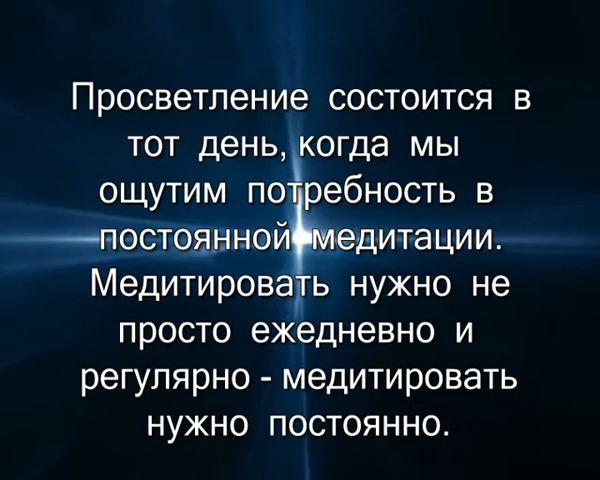 Просветление состоится в
тот день, когда мы
ощутим потребность в
постоянной медитации.
Медитировать нужно не
просто ежедневно и
регулярно - медитировать
нужно постоянно.